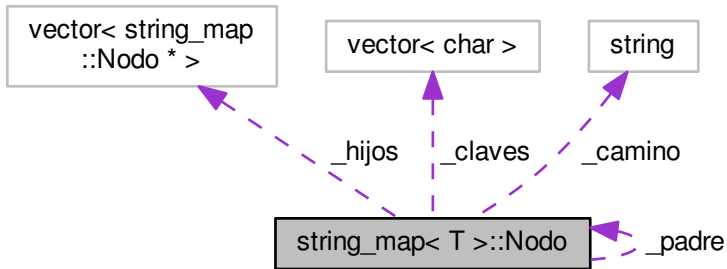 vector< string_map
::Nodo * >
vector< char >
string
_hijos
_claves
_camino
string_map< T >::Nodo
_padre